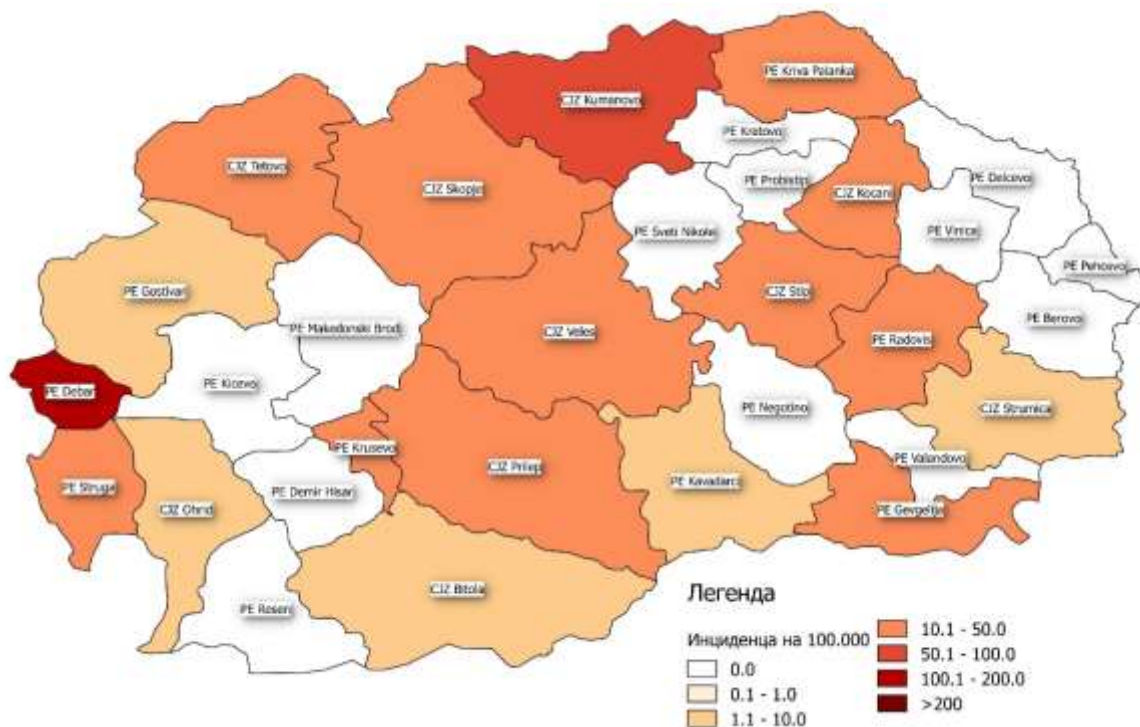 PE Kriva Palanka
CJZ Kumanovo
PE Kratovo
CJZ Tetovo
CJZ Skopje
PE Probistip
PE Delcevo
CJZ Kocani
PE Sveti Nikole
PE Vinica
PE Pehcevo
PE Gostivar
CJZ Stip
PE Makedonski Brod
CJZ Veles
PE Berovo
PE Radovis
PE Debar
PE Kicevo
PE Negotino
CJZ Strumica
PE Krusevo
PE Valandovo
CJZ Prilep
PE Struga
PE Demir Hisar
PE Kavadarci
CJZ Ohrid
PE Gevgelija
CJZ Bitola
PE Resen
Легенда
Инциденца на 100.000
0.0
0.1 - 1.0
1.1 - 10.0
10.1 - 50.0
50.1 - 100.0
100.1 - 200.0
>200